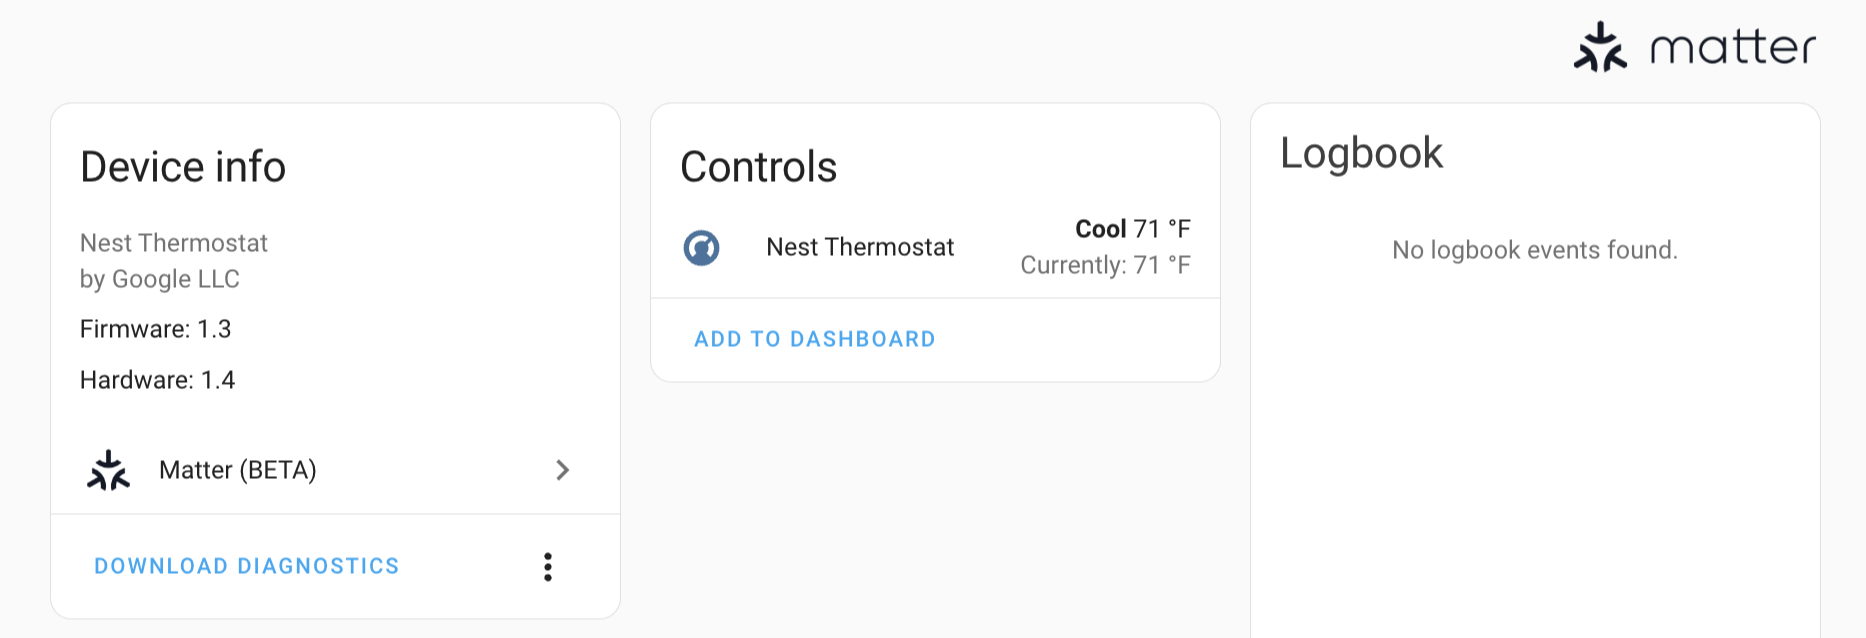 matter
Device info
Nest Thermostat
by Google LLC
Firmware: 1.3
Hardware: 1.4
Matter (BETA)
DOWNLOAD DIAGNOSTICS
Controls
Nest Thermostat
Cool 71 °F
Currently: 71 °F
ADD TO DASHBOARD
Logbook
No logbook events found.